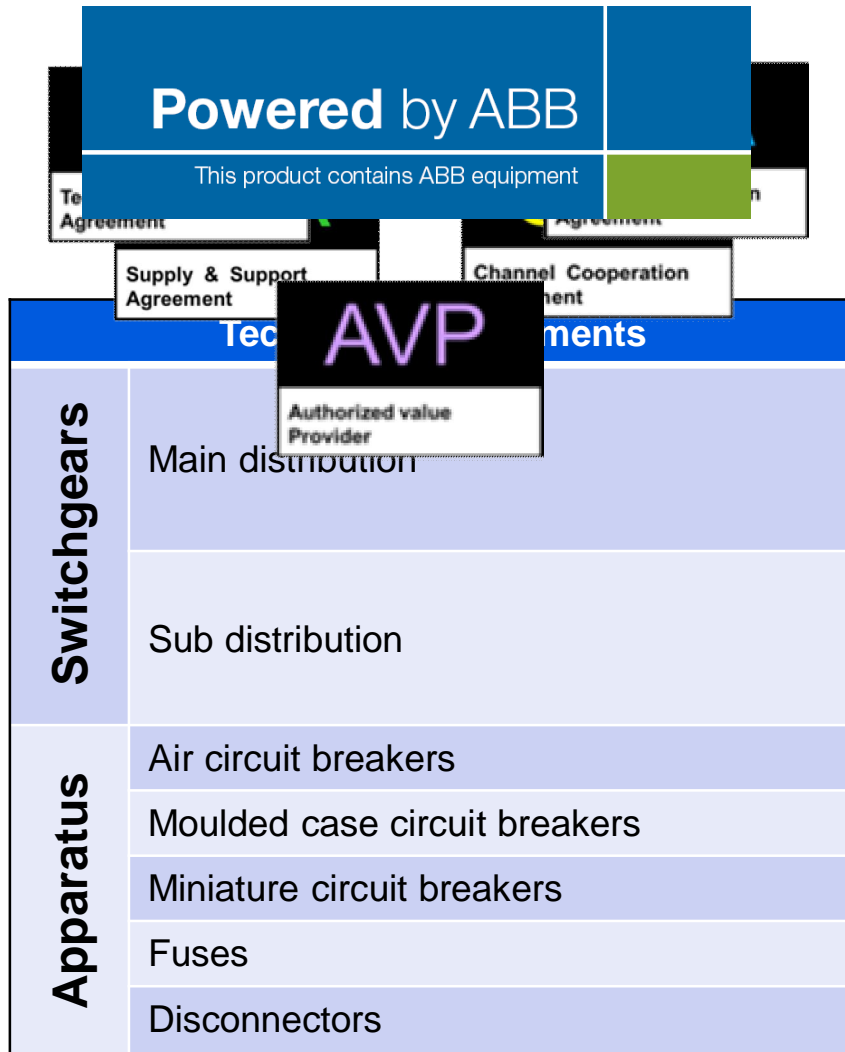 Powered by ABB
This product contains ABB equipment
Agreement
Agreement
Supply & Support
Agreement
Channel Cooperation
AVP
Authorized value
Provider
Switchgears
Main distribution
Sub distribution
Apparatus
Air circuit breakers
Moulded case circuit breakers
Miniature circuit breakers
Fuses
Disconnectors